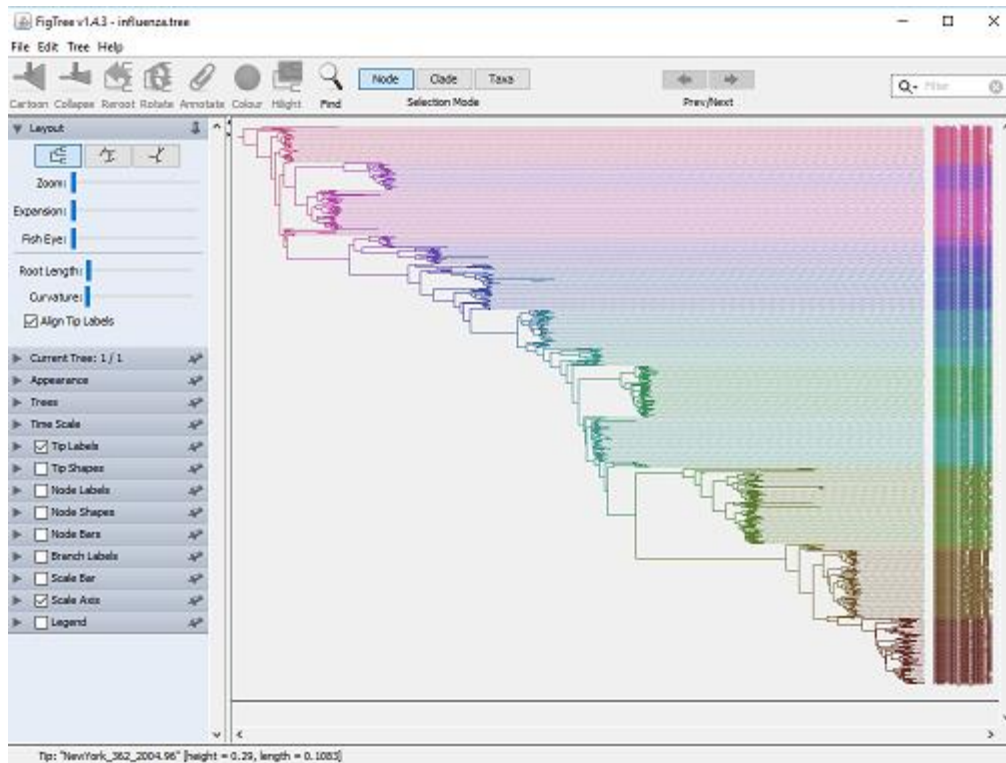 FigTree v1.4.3 - influenza.tree
File Edit Tree Help
Cartoon Collapse Reroot Rotate Annotate Colour Hilight Find
Node Clade Taxa
Selection Mode
Prev/Next
Filter
Layout
Zoom:
Expansion:
Fish Eye:
Root Length:
Curvature:
Align Tip Labels
Current Tree: 1 / 1
Appearance
Trees
Time Scale
Tip Labels
Tip Shapes
Node Labels
Node Shapes
Node Bars
Branch Labels
Scale Bar
Scale Axis
Legend
Tip: "NewYork_362_2004.96" [height = 0.29, length = 0.1083]